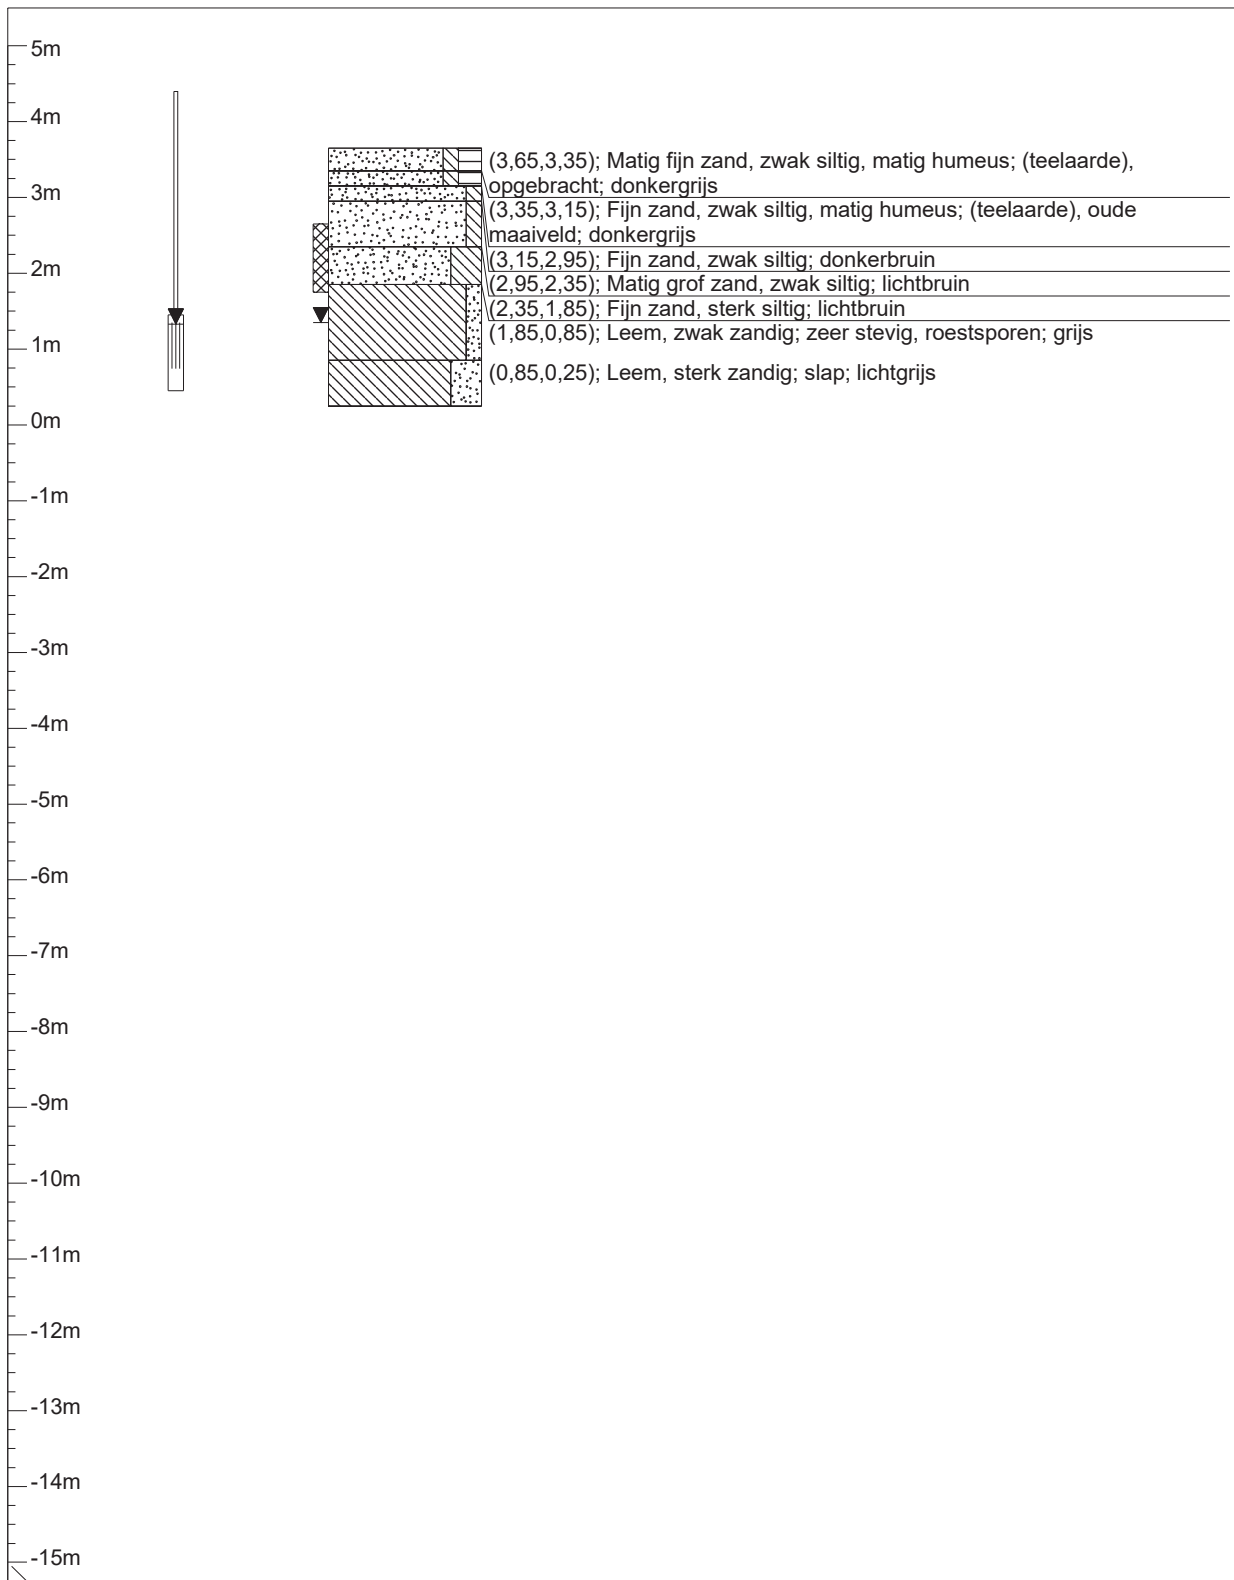 5m
4m
(3,65,3,35); Matig fijn zand, zwak siltig, matig humeus; (teelaarde),
opgebracht; donkergrijs
3m
(3,35,3,15); Fijn zand, zwak siltig, matig humeus; (teelaarde), oude
maaiveld; donkergrijs
(3,15,2,95); Fijn zand, zwak siltig; donkerbruin
2m
(2,95,2,35); Matig grof zand, zwak siltig; lichtbruin
(2,35,1,85); Fijn zand, sterk siltig; lichtbruin
(1,85,0,85); Leem, zwak zandig; zeer stevig, roestsporen; grijs
1m
(0,85,0,25); Leem, sterk zandig; slap; lichtgrijs
0m
-1m
-2m
-3m
-4m
-5m
-6m
-7m
-8m
-9m
-10m
-11m
-12m
-13m
-14m
-15m